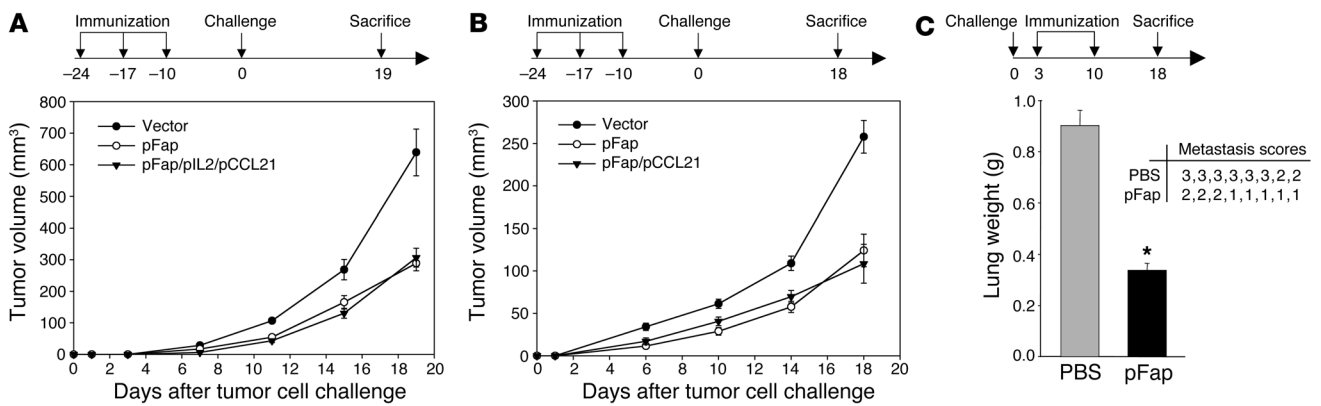 A
Immunization Challenge Sacrifice
–24 –17 –10 0 19
800
700
600
500
400
300
200
100
0
Tumor volume (mm³)
Vector
pFap
pFap/pIL2/pCCL21
0 2 4 6 8 10 12 14 16 18 20
Days after tumor cell challenge
B
Immunization Challenge Sacrifice
–24 –17 –10 0 18
300
250
200
150
100
50
0
Tumor volume (mm³)
Vector
pFap
pFap/pCCL21
0 2 4 6 8 10 12 14 16 18 20
Days after tumor cell challenge
C
Challenge Immunization Sacrifice
0 3 10 18
1.0
0.8
0.6
0.4
0.2
0.0
Lung weight (g)
*
PBS pFap
Metastasis scores
PBS 3,3,3,3,3,3,2,2
pFap 2,2,2,1,1,1,1,1